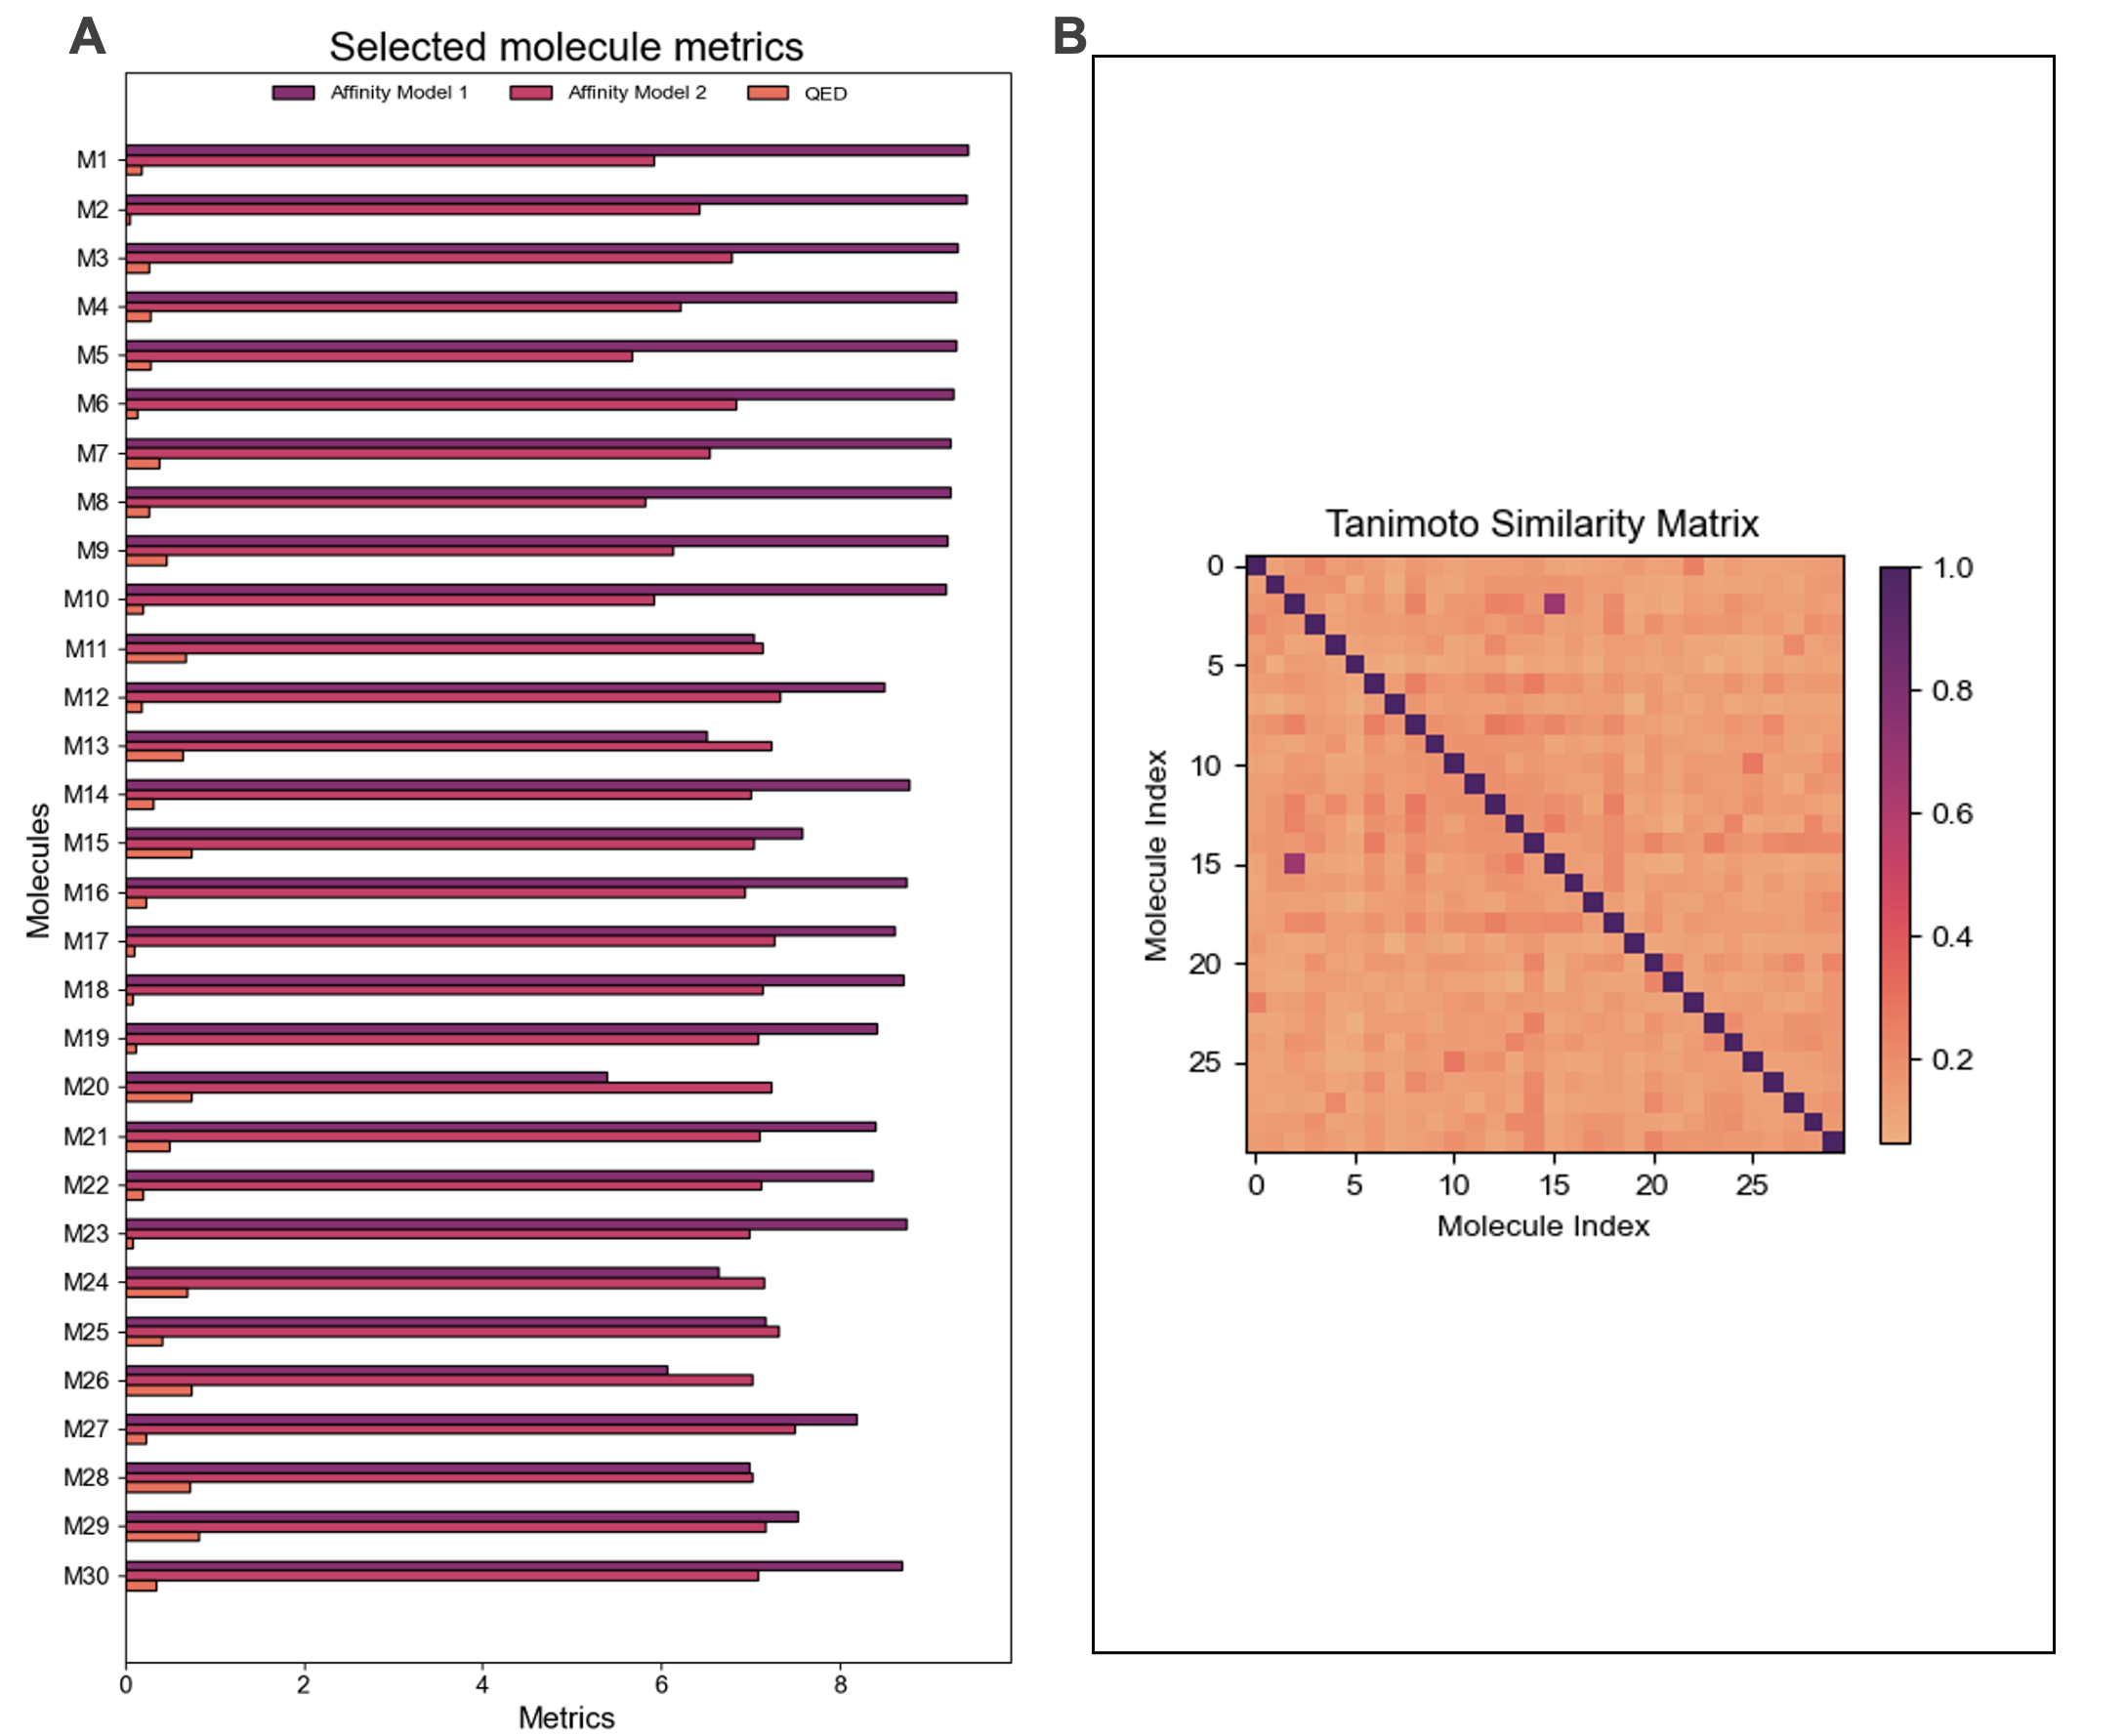 A
Selected molecule metrics
Affinity Model 1
Affinity Model 2
QED
M1
M2
M3
M4
M5
M6
M7
M8
M9
M10
M11
M12
M13
M14
M15
M16
M17
M18
M19
M20
M21
M22
M23
M24
M25
M26
M27
M28
M29
M30
Molecules
0 2 4 6 8
Metrics
B
Tanimoto Similarity Matrix
0
5
10
15
20
25
Molecule Index
0 5 10 15 20 25
Molecule Index
1.0
0.8
0.6
0.4
0.2